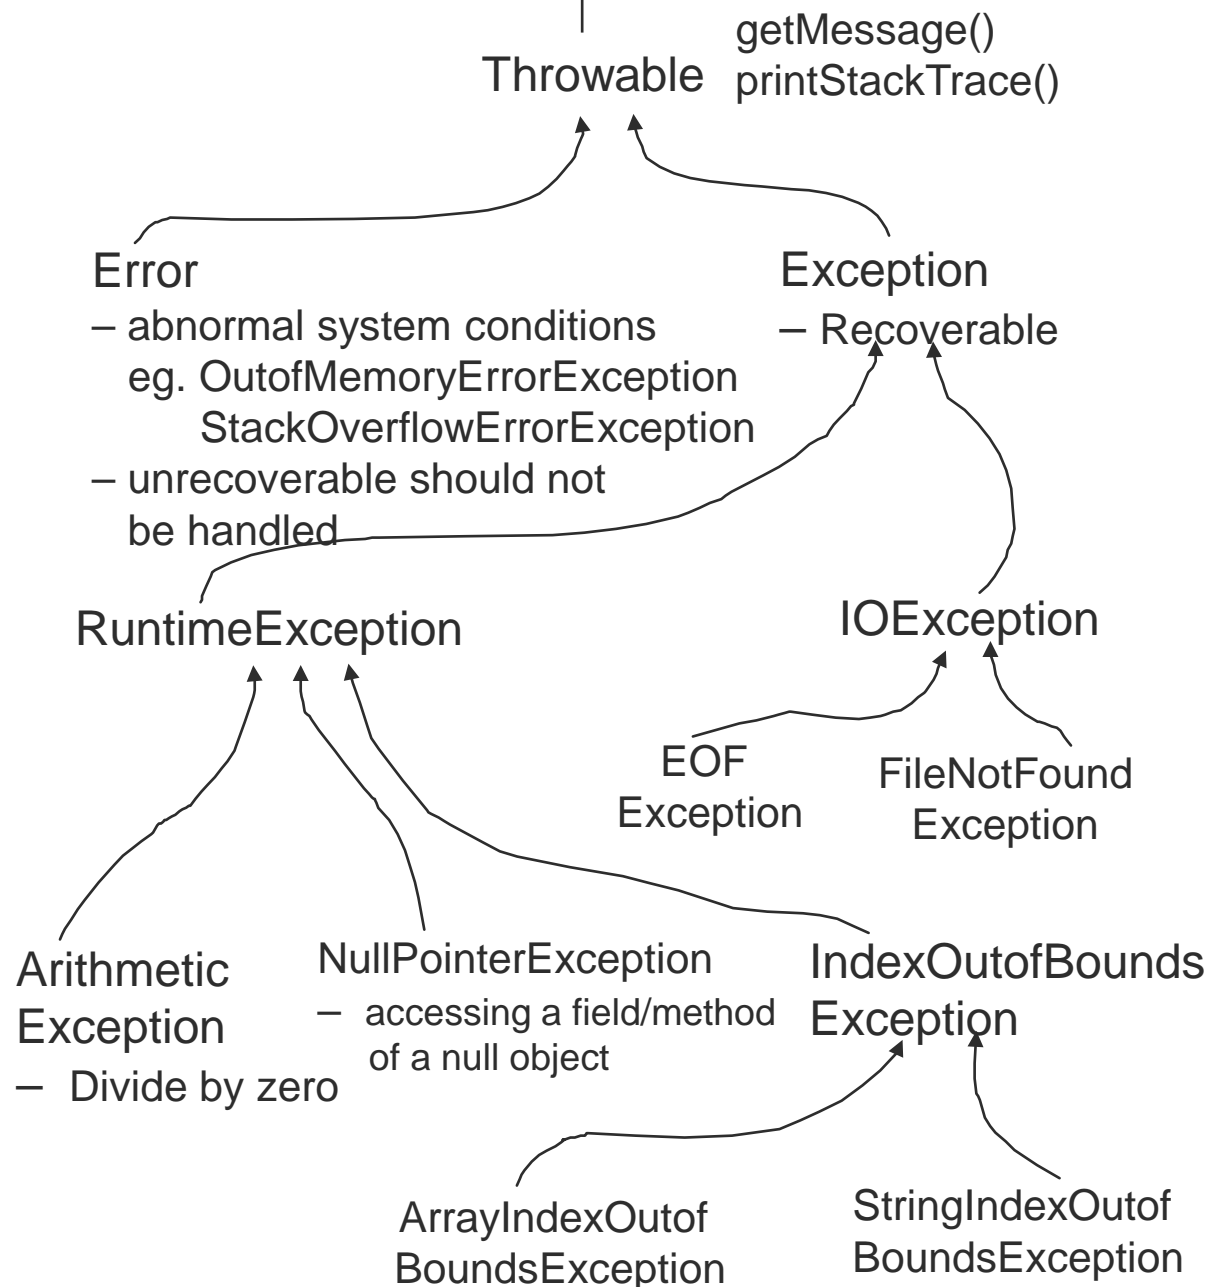 getMessage()
Throwable
printStackTrace()
Error
– abnormal system conditions
eg. OutofMemoryErrorException
StackOverflowErrorException
– unrecoverable should not
be handled
Exception
– Recoverable
RuntimeException
IOException
EOF
Exception
FileNotFound
Exception
Arithmetic
Exception
– Divide by zero
NullPointerException
– accessing a field/method
of a null object
IndexOutofBounds
Exception
ArrayIndexOutof
BoundsException
StringIndexOutof
BoundsException